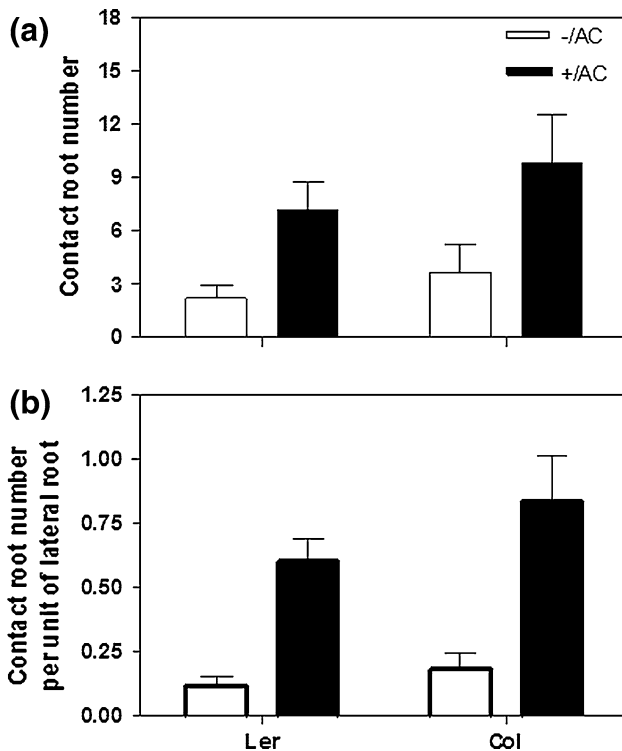 (a)
Contact root number
18
15
12
9
6
3
0
-/AC
+/AC
(b)
Contact root number
per unit of lateral root
1.25
1.00
0.75
0.50
0.25
0.00
Ler
Col